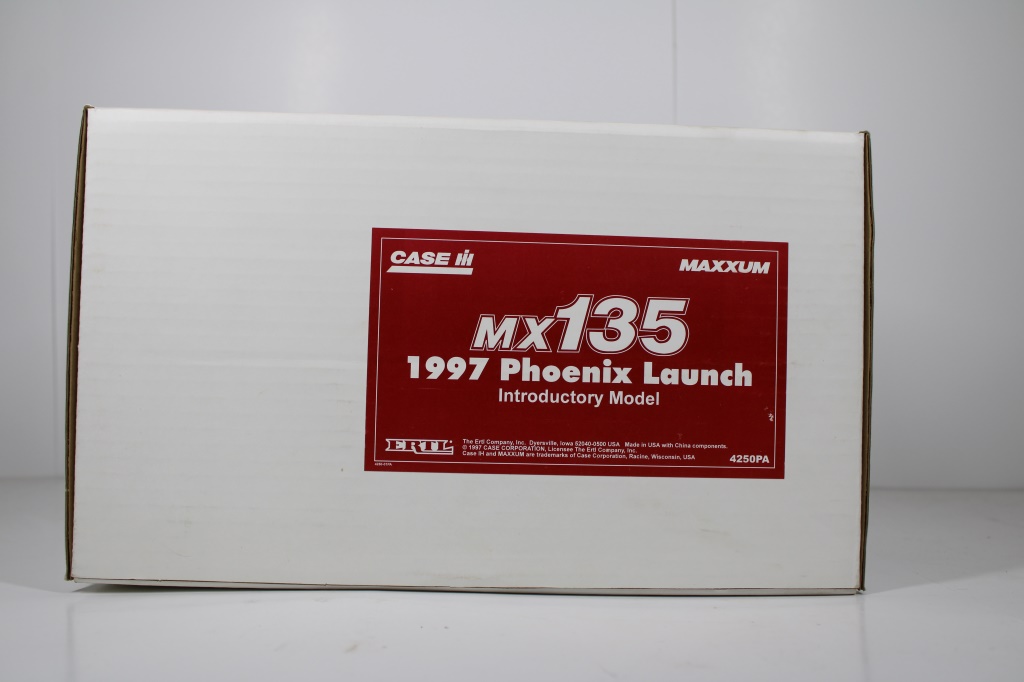 CASE IH
MAXXUM
MX135
1997 Phoenix Launch
Introductory Model
ERTL
The Ertl Company, Inc. Dyersville, Iowa 52040-0500 USA Made in USA with China components.
© 1997 CASE CORPORATION, Licensee The Ertl Company, Inc.
Case IH and MAXXUM are trademarks of Case Corporation, Racine, Wisconsin, USA
4250PA